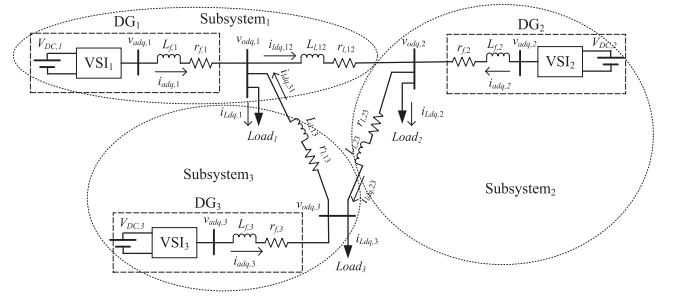 Subsystem1
DG1
VDC,1
VSI1
vadq,1
Lf,1
rf,1
iadq,1
vodq,1
ildq,12
Ll,12
rl,12
iLdq,1
Load1
ildq,31
rl,13
DG2
vodq,2
rf,2
Lf,2
vadq,2
VDC,2
VSI2
iadq,2
iLdq,2
Load2
rl,23
Ll,23
ildq,23
Subsystem2
Subsystem3
DG3
VDC,3
VSI3
vadq,3
Lf,3
rf,3
iadq,3
vodq,3
iLdq,3
Load3